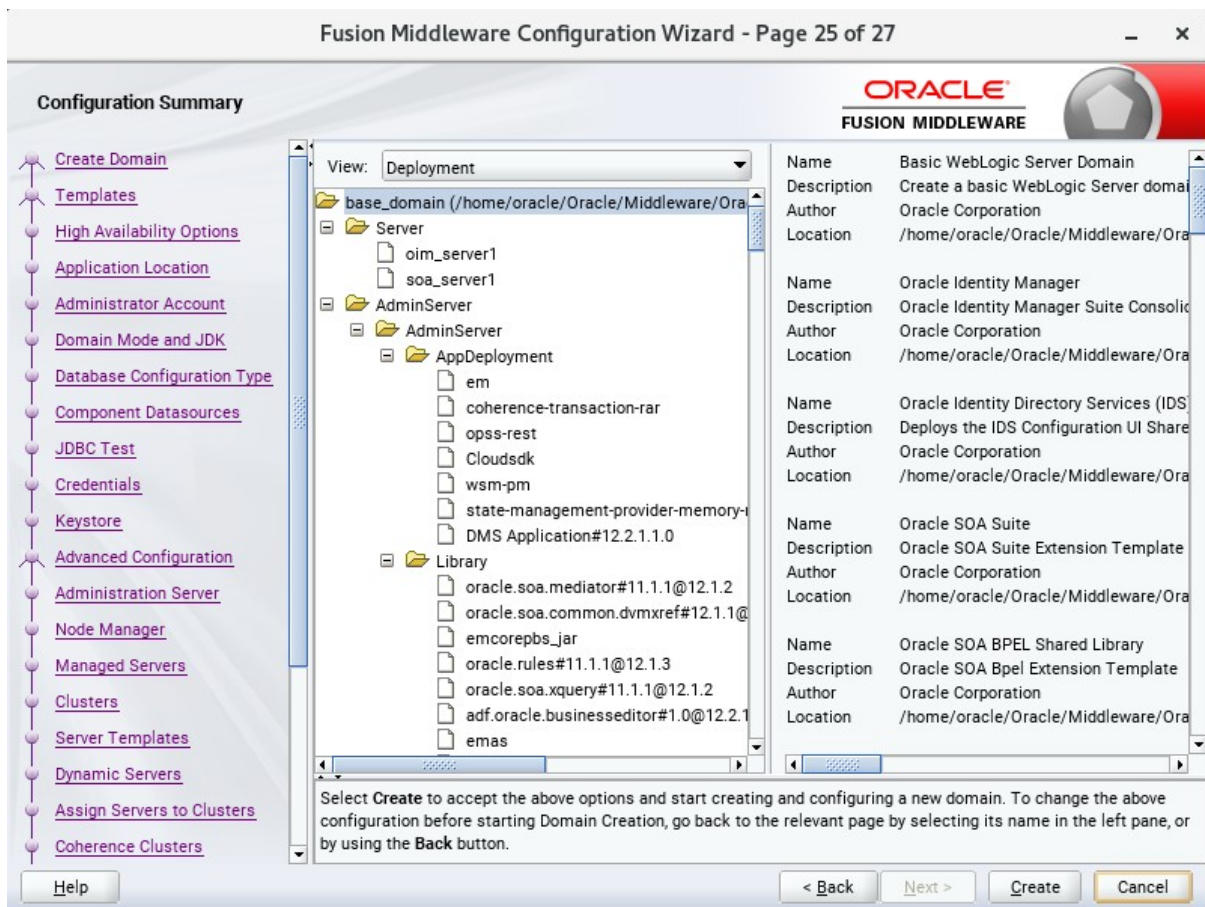 Fusion Middleware Configuration Wizard - Page 25 of 27
Configuration Summary
ORACLE
FUSION MIDDLEWARE
Create Domain
Templates
High Availability Options
Application Location
Administrator Account
Domain Mode and JDK
Database Configuration Type
Component Datasources
JDBC Test
Credentials
Keystore
Advanced Configuration
Administration Server
Node Manager
Managed Servers
Clusters
Server Templates
Dynamic Servers
Assign Servers to Clusters
Coherence Clusters
View: Deployment
base_domain (/home/oracle/Oracle/Middleware/Ora
Server
oim_server1
soa_server1
AdminServer
AdminServer
AppDeployment
em
coherence-transaction-rar
opss-rest
Cloudsdk
wsm-pm
state-management-provider-memory-
DMS Application#12.2.1.1.0
Library
oracle.soa.mediator#11.1.1@12.1.2
oracle.soa.common.dvmxref#12.1.1@
emcorepbs_jar
oracle.rules#11.1.1@12.1.3
oracle.soa.xquery#11.1.1@12.1.2
adf.oracle.businesseditor#1.0@12.2.1
emas
Name Basic WebLogic Server Domain
Description Create a basic WebLogic Server domai
Author Oracle Corporation
Location /home/oracle/Oracle/Middleware/Ora
Name Oracle Identity Manager
Description Oracle Identity Manager Suite Consolid
Author Oracle Corporation
Location /home/oracle/Oracle/Middleware/Ora
Name Oracle Identity Directory Services (IDS)
Description Deploys the IDS Configuration UI Share
Author Oracle Corporation
Location /home/oracle/Oracle/Middleware/Ora
Name Oracle SOA Suite
Description Oracle SOA Suite Extension Template
Author Oracle Corporation
Location /home/oracle/Oracle/Middleware/Ora
Name Oracle SOA BPEL Shared Library
Description Oracle SOA Bpel Extension Template
Author Oracle Corporation
Location /home/oracle/Oracle/Middleware/Ora
Select Create to accept the above options and start creating and configuring a new domain. To change the above
configuration before starting Domain Creation, go back to the relevant page by selecting its name in the left pane, or
by using the Back button.
Help
< Back
Next >
Create
Cancel